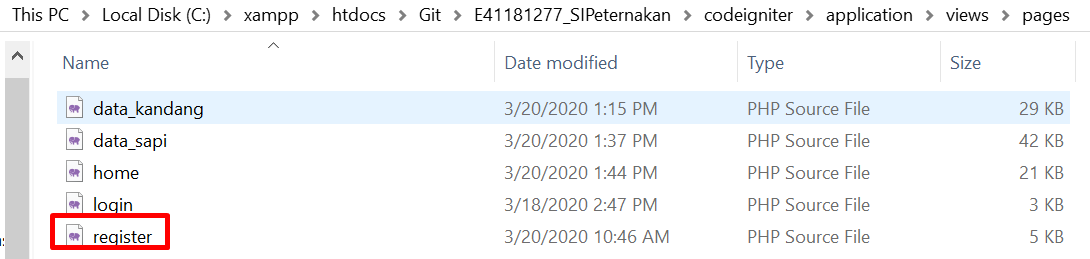 This PC > Local Disk (C:) > xampp > htdocs > Git > E41181277_SIPeternakan > codeigniter > application > views > pages
Name Date modified Type Size
data_kandang 3/20/2020 1:15 PM PHP Source File 29 KB
data_sapi 3/20/2020 1:37 PM PHP Source File 42 KB
home 3/20/2020 1:44 PM PHP Source File 21 KB
login 3/18/2020 2:47 PM PHP Source File 3 KB
register 3/20/2020 10:46 AM PHP Source File 5 KB